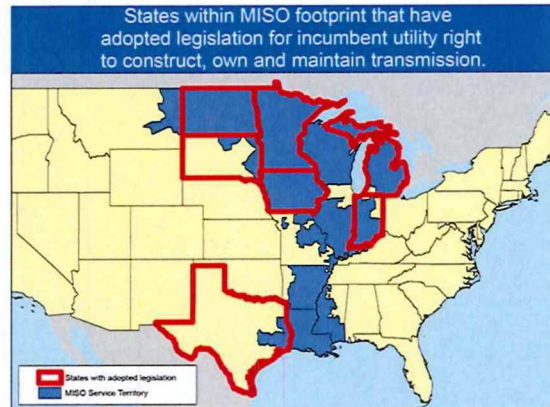 States within MISO footprint that have
adopted legislation for incumbent utility right
to construct, own and maintain transmission.
States with adopted legislation
MISO Service Territory